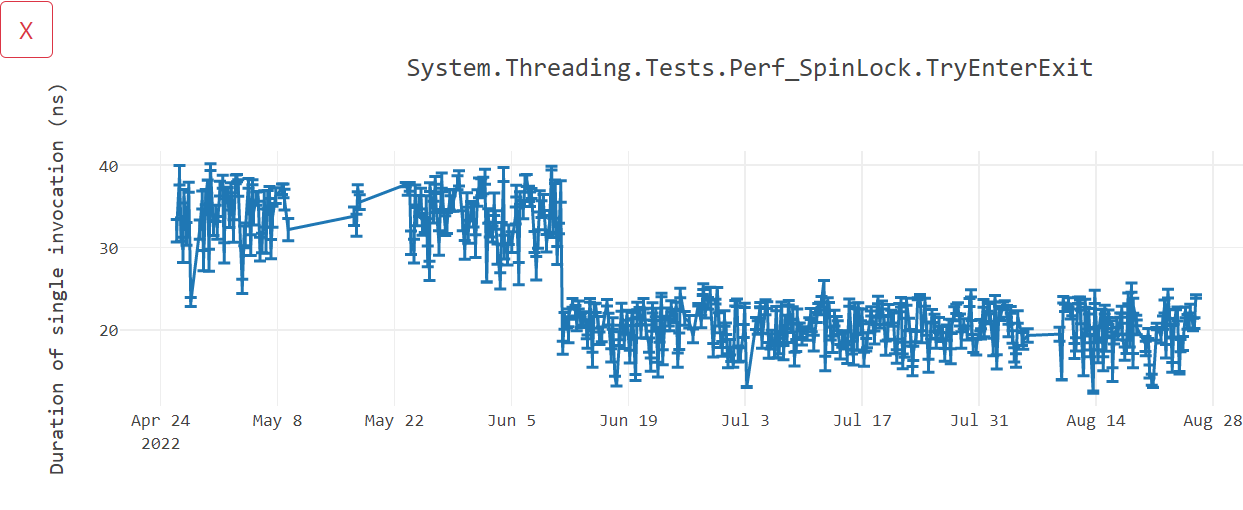 X
System.Threading.Tests.Perf_SpinLock.TryEnterExit
Duration of single invocation (ns)
40
30
20
Apr 24 May 8 May 22 Jun 5 Jun 19 Jul 3 Jul 17 Jul 31 Aug 14 Aug 28
2022